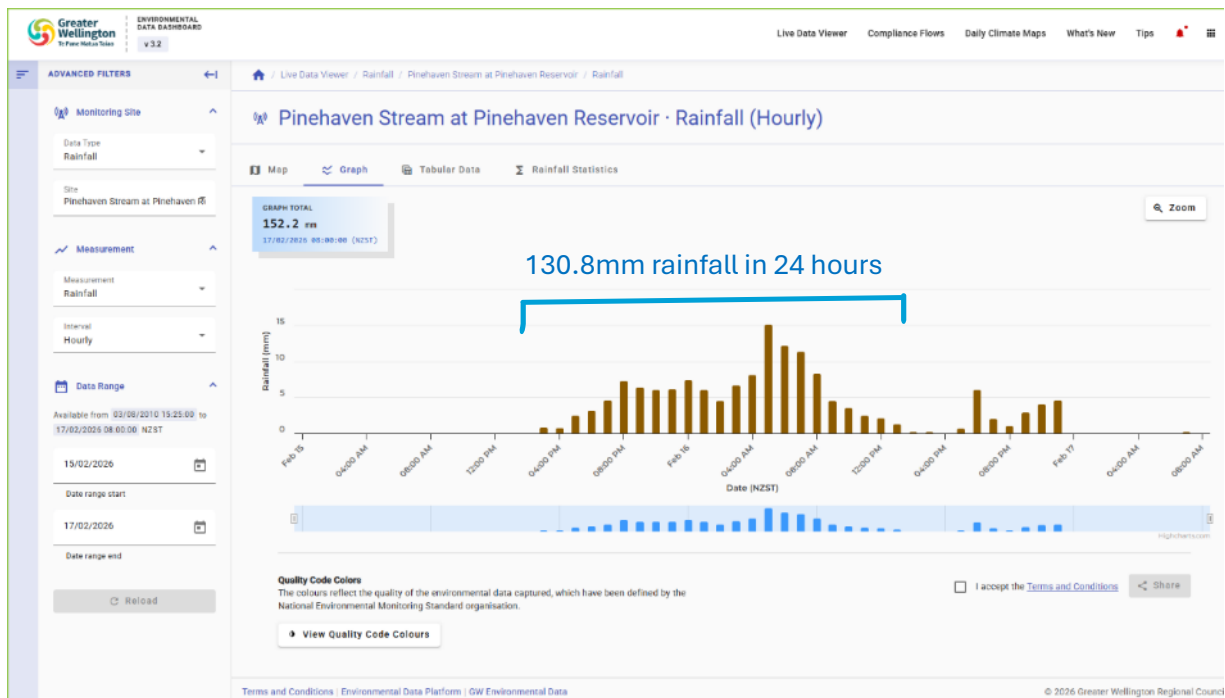 Greater
Wellington
Te Pane Matua Taiao
ENVIRONMENTAL
DATA DASHBOARD
v 3.2
Live Data Viewer
Compliance Flows
Daily Climate Maps
What's New
Tips
ADVANCED FILTERS
/ Live Data Viewer / Rainfall / Pinehaven Stream at Pinehaven Reservoir / Rainfall
Monitoring Site
Data Type
Rainfall
Site
Pinehaven Stream at Pinehaven
Measurement
Measurement
Rainfall
Interval
Hourly
Data Range
Available from 03/08/2010 15:25:00 to
17/02/2026 08:00:00 NZST
15/02/2026
Date range start
17/02/2026
Date range end
Reload
Pinehaven Stream at Pinehaven Reservoir · Rainfall (Hourly)
Map
Graph
Tabular Data
Rainfall Statistics
GRAPH TOTAL
152.2 mm
17/02/2026 08:00:00 (NZST)
Zoom
130.8mm rainfall in 24 hours
Rainfall (mm)
15
10
5
0
Feb 15
04:00 AM
08:00 AM
12:00 PM
04:00 PM
08:00 PM
Feb 16
04:00 AM
08:00 AM
12:00 PM
04:00 PM
08:00 PM
Feb 17
04:00 AM
08:00 AM
Date (NZST)
Highcharts.com
Quality Code Colors
The colours reflect the quality of the environmental data captured, which have been defined by the
National Environmental Monitoring Standard organisation.
View Quality Code Colours
I accept the Terms and Conditions
Share
Terms and Conditions | Environmental Data Platform | GW Environmental Data
© 2026 Greater Wellington Regional Counci